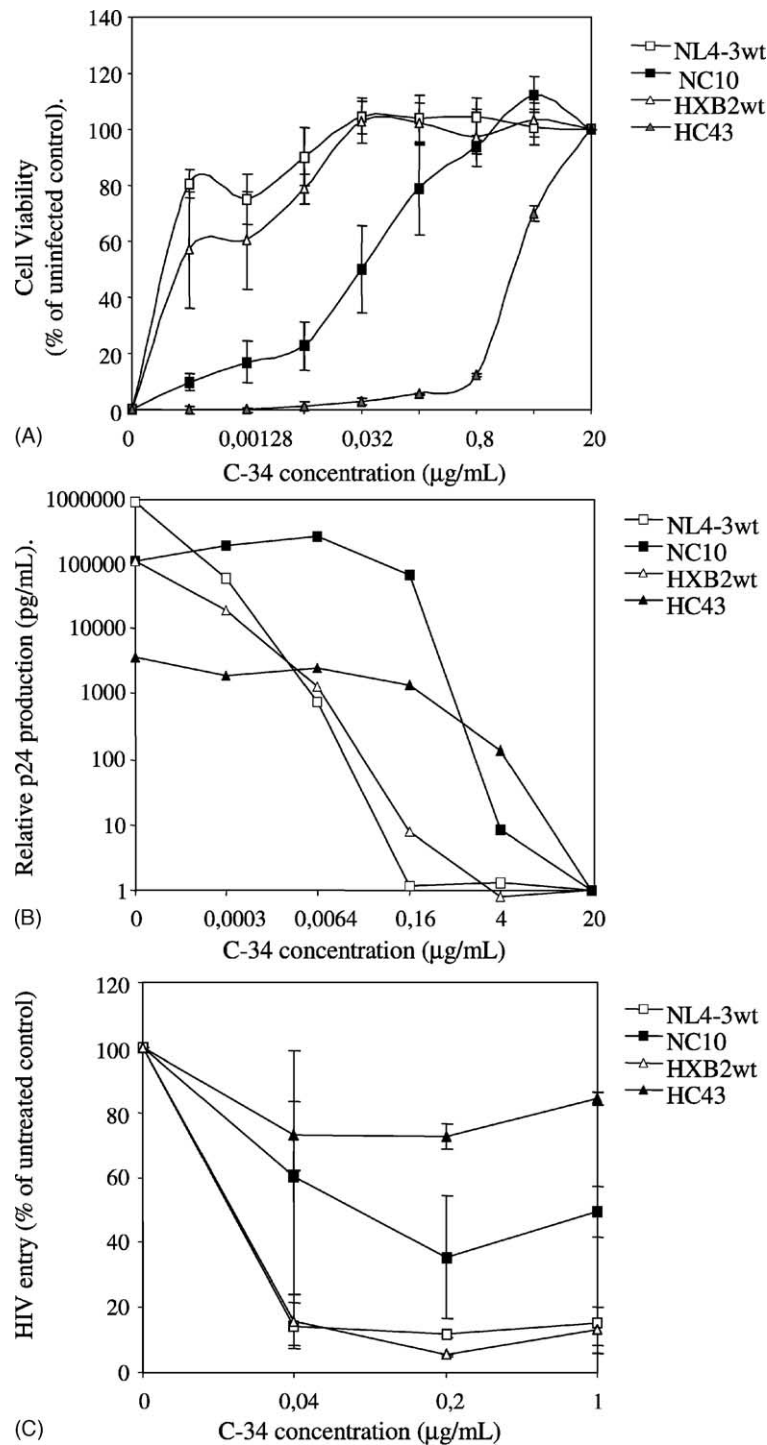 140
120
100
80
60
40
20
0
Cell Viability
(% of uninfected control).
0
0,00128
0,032
0,8
20
C-34 concentration (μg/mL)
NL4-3wt
NC10
HXB2wt
HC43
(A)
1000000
100000
10000
1000
100
10
1
Relative p24 production (pg/mL).
0
0,0003
0,0064
0,16
4
20
C-34 concentration (μg/mL)
NL4-3wt
NC10
HXB2wt
HC43
(B)
120
100
80
60
40
20
0
HIV entry (% of untreated control)
0
0,04
0,2
1
C-34 concentration (μg/mL)
NL4-3wt
NC10
HXB2wt
HC43
(C)